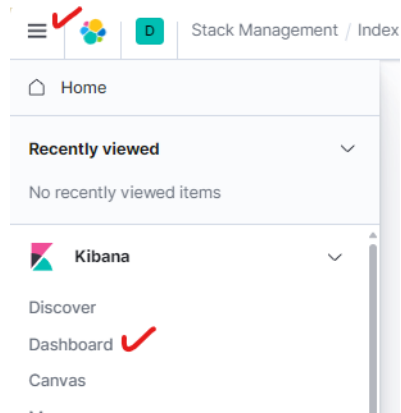 D Stack Management / Index
Home
Recently viewed
No recently viewed items
Kibana
Discover
Dashboard
Canvas